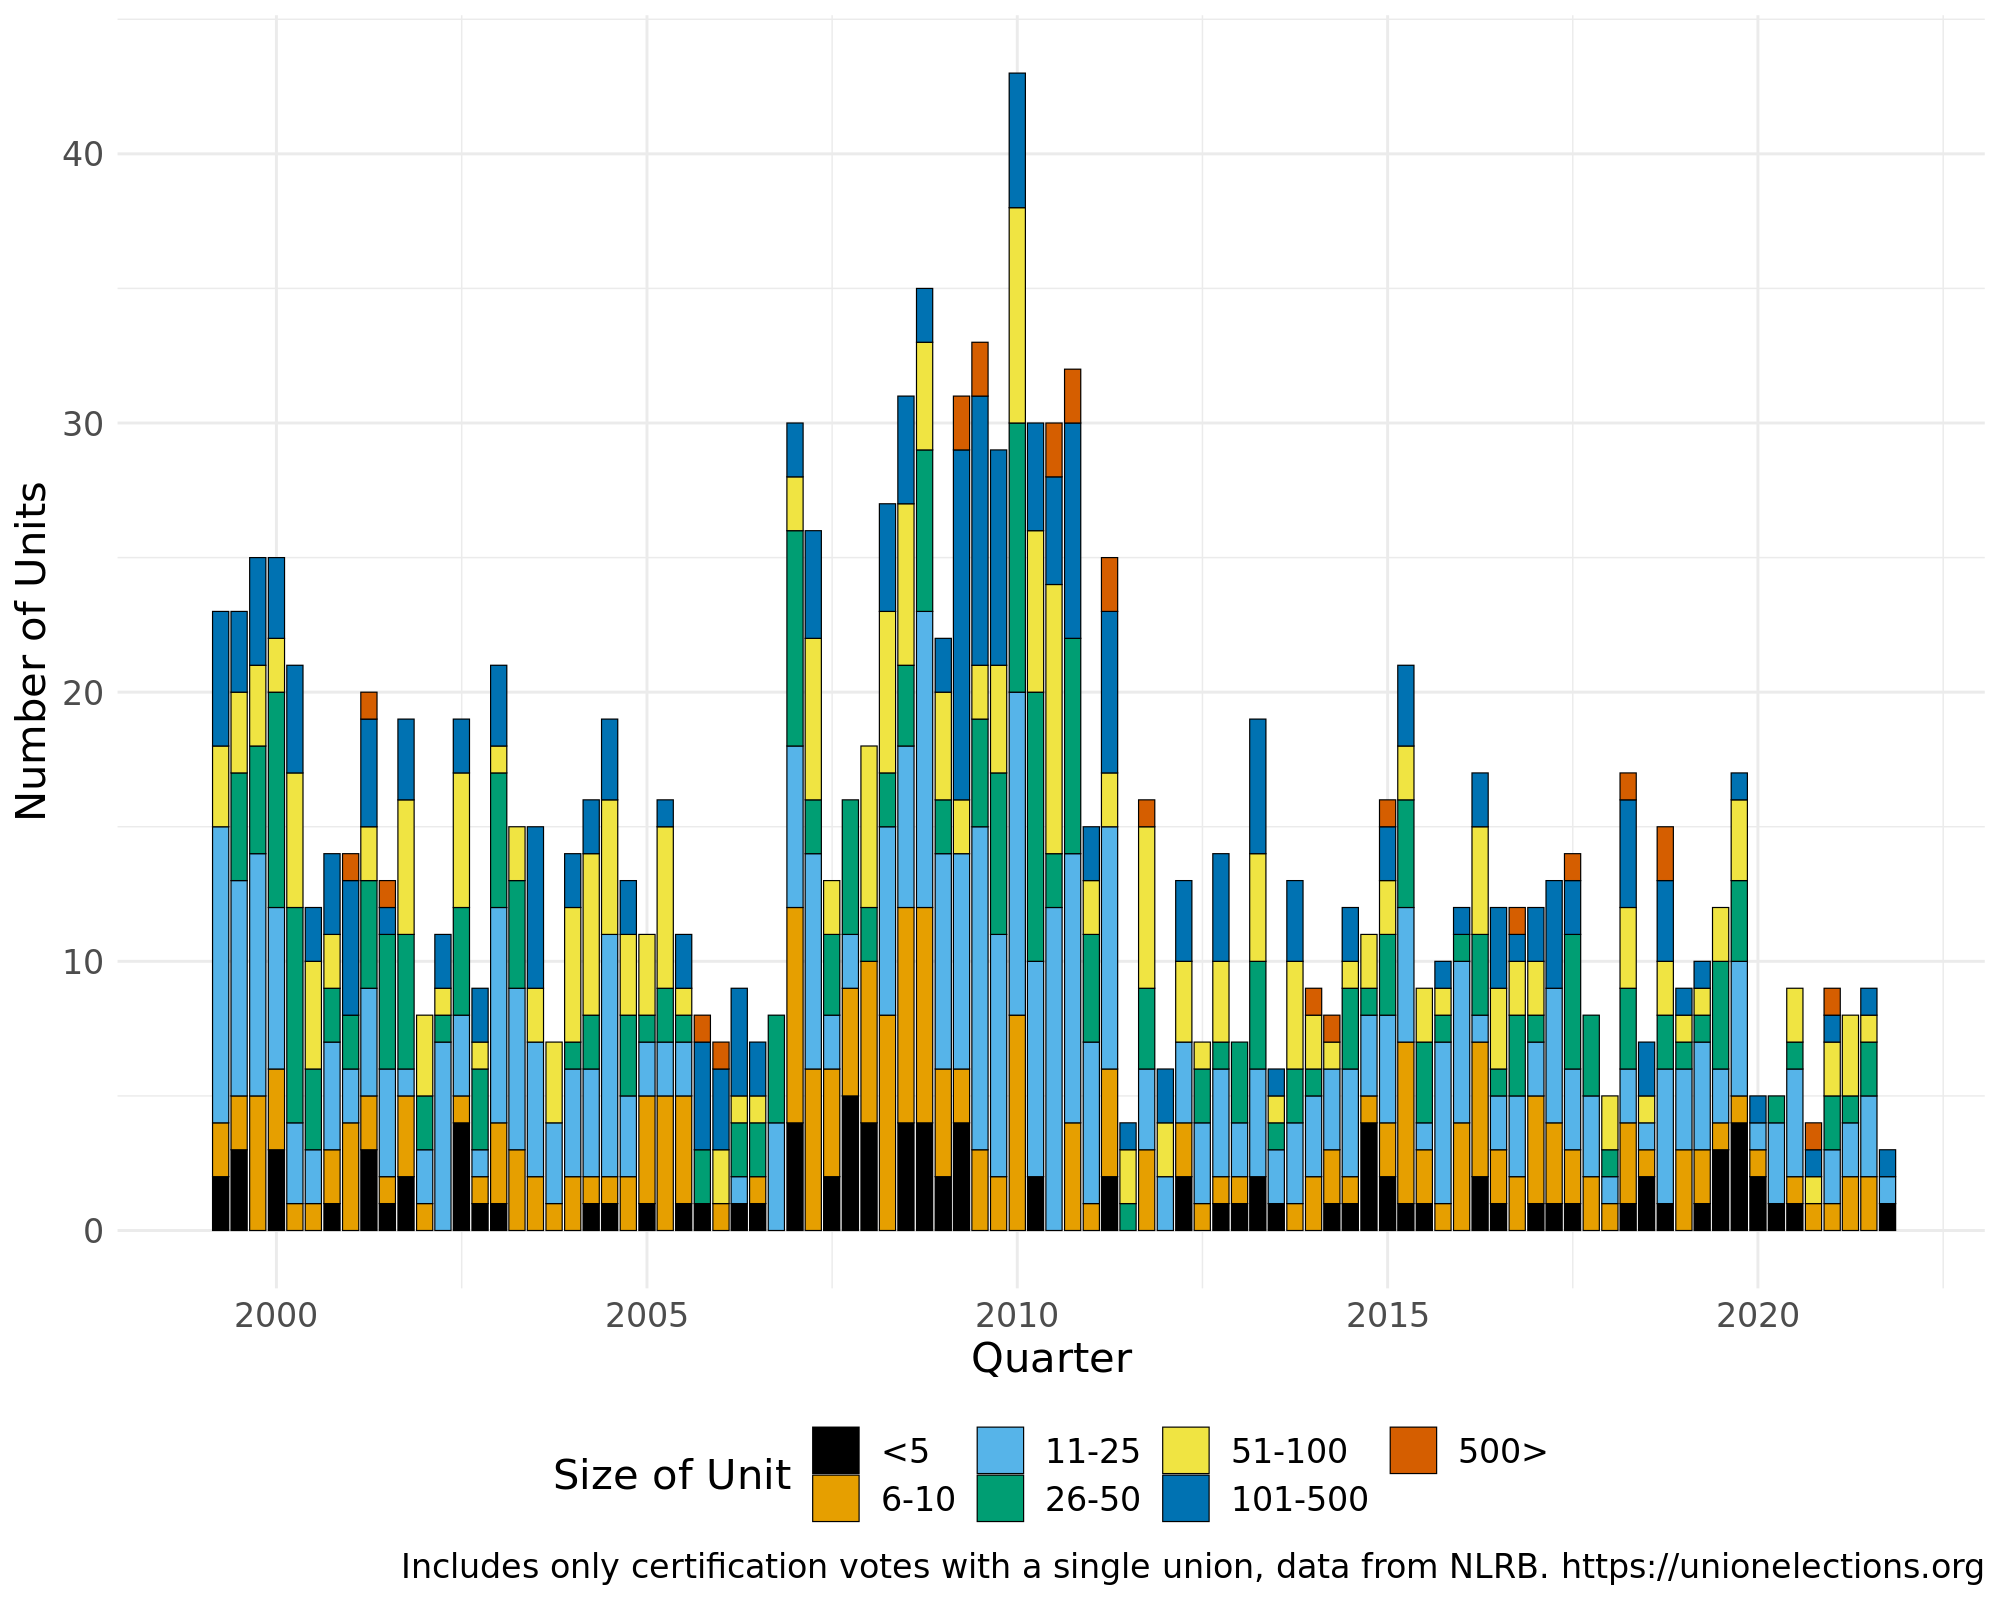 40
30
20
10
0
Number of Units
2000 2005 2010 2015 2020
Quarter
Size of Unit
<5 11-25 51-100 500>
6-10 26-50 101-500
Includes only certification votes with a single union, data from NLRB. https://unionelections.org